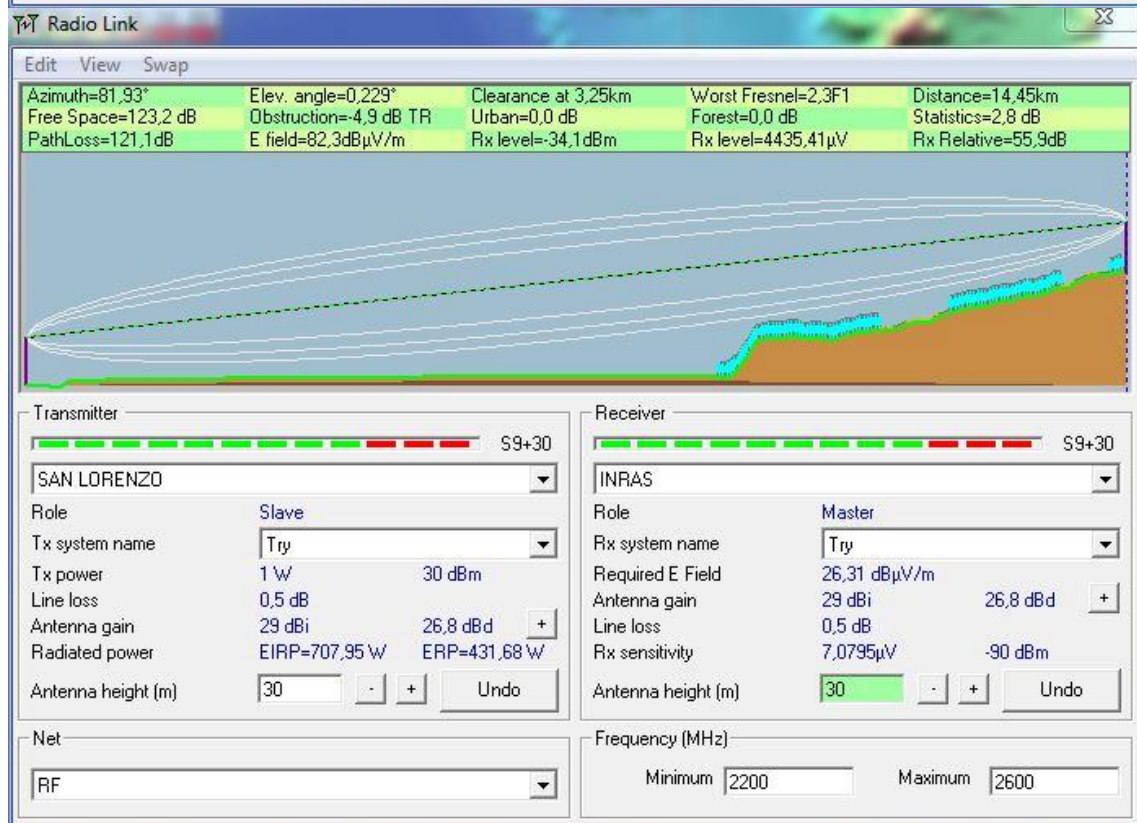 Radio Link
Edit View Swap
Azimuth=81,93° Elev. angle=0,229° Clearance at 3,25km Worst Fresnel=2,3F1 Distance=14,45km
Free Space=123,2 dB Obstruction=-4,9 dB TR Urban=0,0 dB Forest=0,0 dB Statistics=2,8 dB
PathLoss=121,1dB E field=82,3dBµV/m Rx level=-34,1dBm Rx level=4435,41µV Rx Relative=55,9dB
Transmitter
S9+30
SAN LORENZO
Role Slave
Tx system name Try
Tx power 1 W 30 dBm
Line loss 0,5 dB
Antenna gain 29 dBi 26,8 dBd +
Radiated power EIRP=707,95 W ERP=431,68 W
Antenna height (m) 30 - + Undo
Net
RF
Receiver
S9+30
INRAS
Role Master
Rx system name Try
Required E Field 26,31 dBµV/m
Antenna gain 29 dBi 26,8 dBd +
Line loss 0,5 dB
Rx sensitivity 7,0795µV -90 dBm
Antenna height (m) 30 - + Undo
Frequency (MHz)
Minimum 2200 Maximum 2600